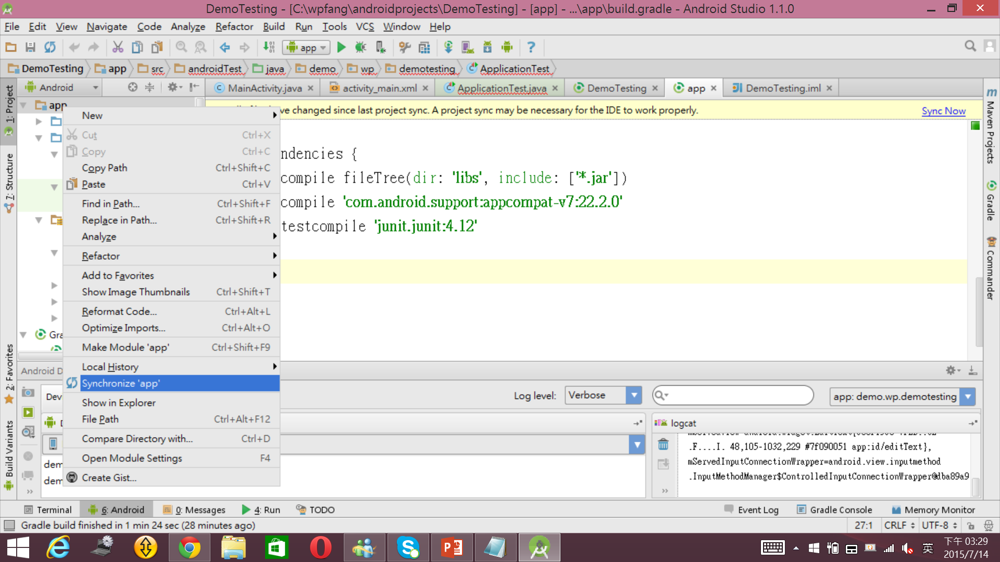 DemoTesting - [C:\wpfang\androidprojects\DemoTesting] - [app] - ...\app\build.gradle - Android Studio 1.1.0
File Edit View Navigate Code Analyze Refactor Build Run Tools VCS Window Help
app
DemoTesting app src androidTest java demo wp demotesting ApplicationTest
Android
MainActivity.java activity_main.xml ApplicationTest.java DemoTesting app DemoTesting.iml
1: Project
7: Structure
2: Favorites
Build Variants
app
changed since last project sync. A project sync may be necessary for the IDE to work properly.
Sync Now
New
Cut Ctrl+X
Copy Ctrl+C
Copy Path Ctrl+Shift+C
Paste Ctrl+V
Find in Path... Ctrl+Shift+F
Replace in Path... Ctrl+Shift+R
Analyze
Refactor
Add to Favorites
Show Image Thumbnails Ctrl+Shift+T
Reformat Code... Ctrl+Alt+L
Optimize Imports... Ctrl+Alt+O
Make Module 'app' Ctrl+Shift+F9
Local History
Synchronize 'app'
Show in Explorer
File Path Ctrl+Alt+F12
Compare Directory with... Ctrl+D
Open Module Settings F4
Create Gist...
ndencies {
compile fileTree(dir: 'libs', include: ['*.jar'])
compile 'com.android.support:appcompat-v7:22.2.0'
testcompile 'junit.junit:4.12'
m
Maven Projects
Gradle
Commander
Gra
Android D
Dev
Log level: Verbose
app: demo.wp.demotesting
logcat
.F....I. 48,105-1032,229 #7f090051 app:id/editText},
mServedInputConnectionWrapper=android.view.inputmethod
.InputMethodManager$ControlledInputConnectionWrapper@dba89a9
dem
dem
Terminal 6: Android 0: Messages 4: Run TODO
Event Log Gradle Console Memory Monitor
Gradle build finished in 1 min 24 sec (28 minutes ago)
27:1 CRLF UTF-8
英
下午 03:29
2015/7/14